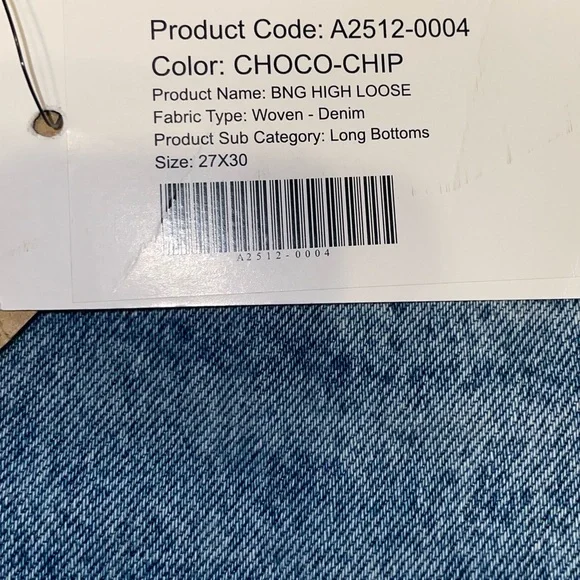 Product Code: A2512-0004
Color: CHOCO-CHIP
Product Name: BNG HIGH LOOSE
Fabric Type: Woven - Denim
Product Sub Category: Long Bottoms
Size: 27X30
A2512-0004